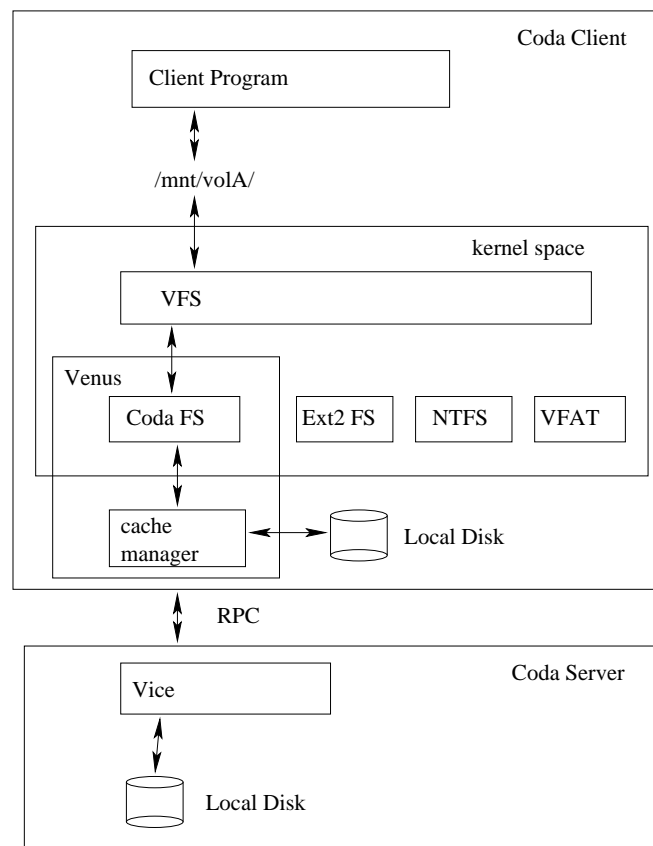 Coda Client
Client Program
/mnt/volA/
kernel space
VFS
Venus
Coda FS
Ext2 FS
NTFS
VFAT
cache
manager
Local Disk
RPC
Coda Server
Vice
Local Disk